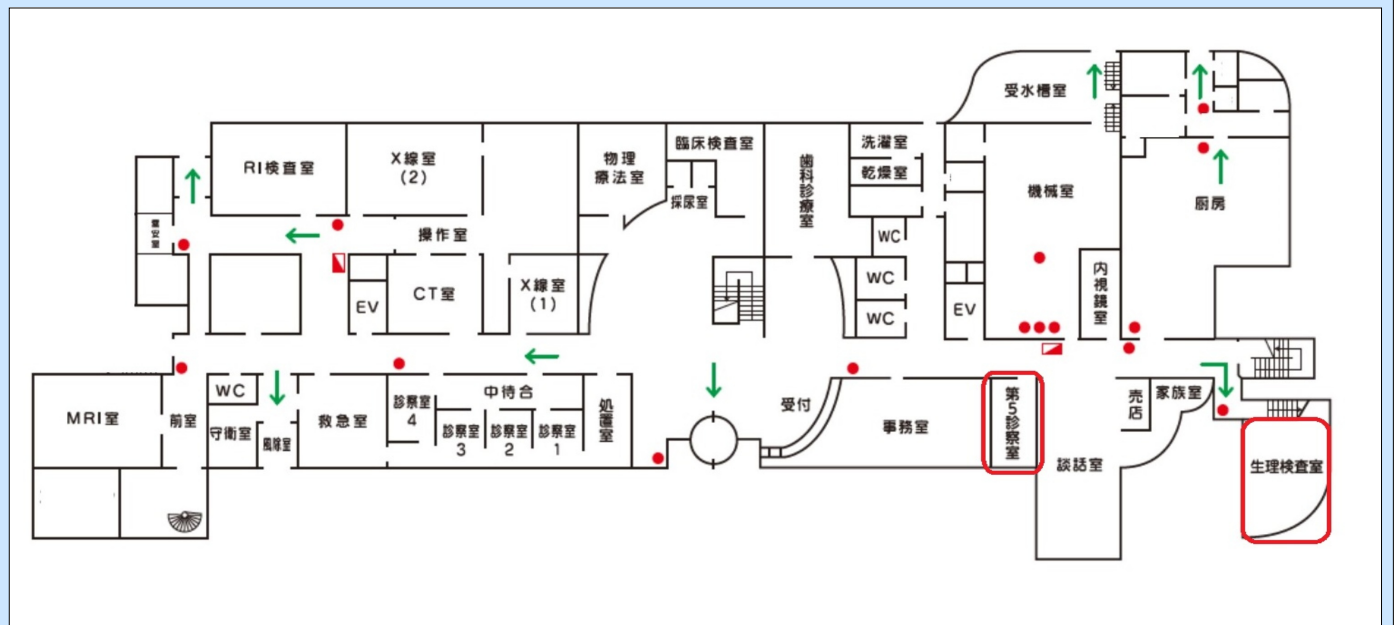 受水槽室
RI検査室
X線室
(2)
物理
療法室
臨床検査室
採尿室
歯科診療室
洗濯室
乾燥室
機械室
厨房
霊安室
操作室
WC
CT室
X線室
(1)
EV
WC
WC
EV
内視鏡室
MRI室
前室
WC
守衛室
風除室
救急室
診察室
4
中待合
診察室
3
診察室
2
診察室
1
処置室
受付
事務室
第5診察室
売店
家族室
談話室
生理検査室